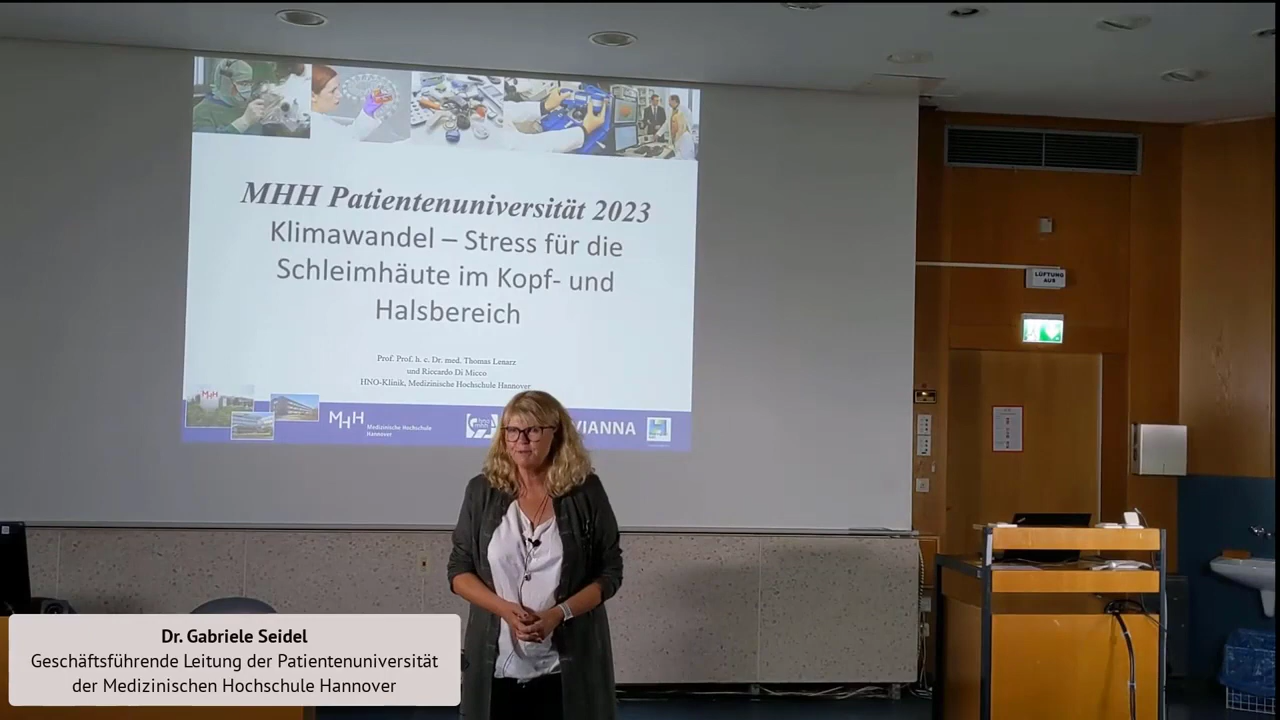 MHH Patientenuniversität 2023
Klimawandel – Stress für die
Schleimhäute im Kopf- und
Halsbereich
Prof. Prof. h. c. Dr. med. Thomas Lenarz
und Riccardo Di Micco
HNO-Klinik, Medizinische Hochschule Hannover
MHH
MHH
Medizinische Hochschule
Hannover
VIANNA
LÜFTUNG
AUS
Dr. Gabriele Seidel
Geschäftsführende Leitung der Patientenuniversität
der Medizinischen Hochschule Hannover